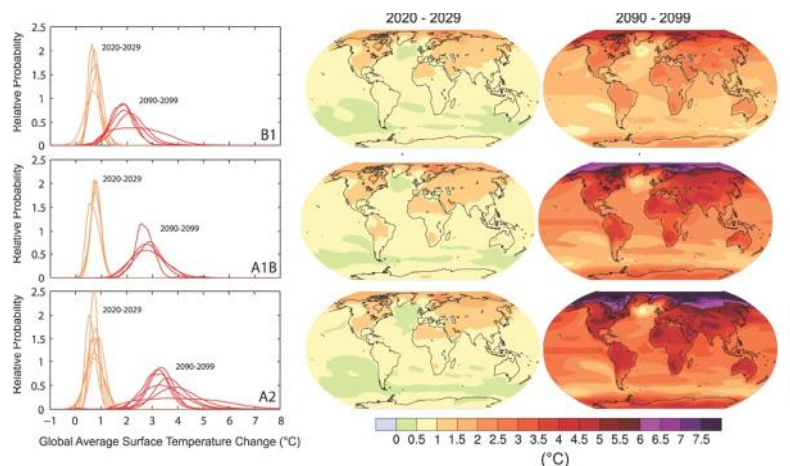 2020 - 2029 2090 - 2099
2.5
2
1.5
1
0.5
0
Relative Probability
2020-2029
2090-2099
B1
2
1.5
1
0.5
0
Relative Probability
2020-2029
2090-2099
A1B
2.5
2
1.5
1
0.5
0
Relative Probability
2020-2029
2090-2099
A2
−1 0 1 2 3 4 5 6 7 8
Global Average Surface Temperature Change (°C)
0 0.5 1 1.5 2 2.5 3 3.5 4 4.5 5 5.5 6 6.5 7 7.5
(°C)